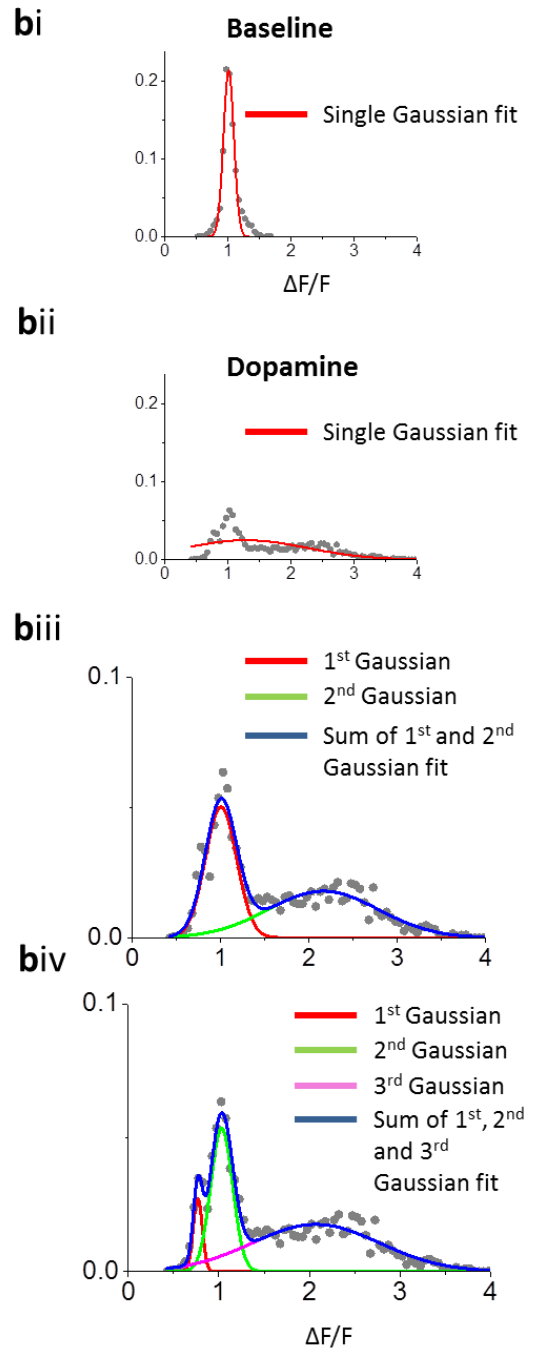 bi
Baseline
0.2
0.1
0.0
Single Gaussian fit
0 1 2 3 4
ΔF/F
bii
Dopamine
0.2
0.1
0.0
Single Gaussian fit
0 1 2 3 4
biii
0.1
0.0
1st Gaussian
2nd Gaussian
Sum of 1st and 2nd
Gaussian fit
0 1 2 3 4
biv
0.1
0.0
1st Gaussian
2nd Gaussian
3rd Gaussian
Sum of 1st, 2nd
and 3rd
Gaussian fit
0 1 2 3 4
ΔF/F